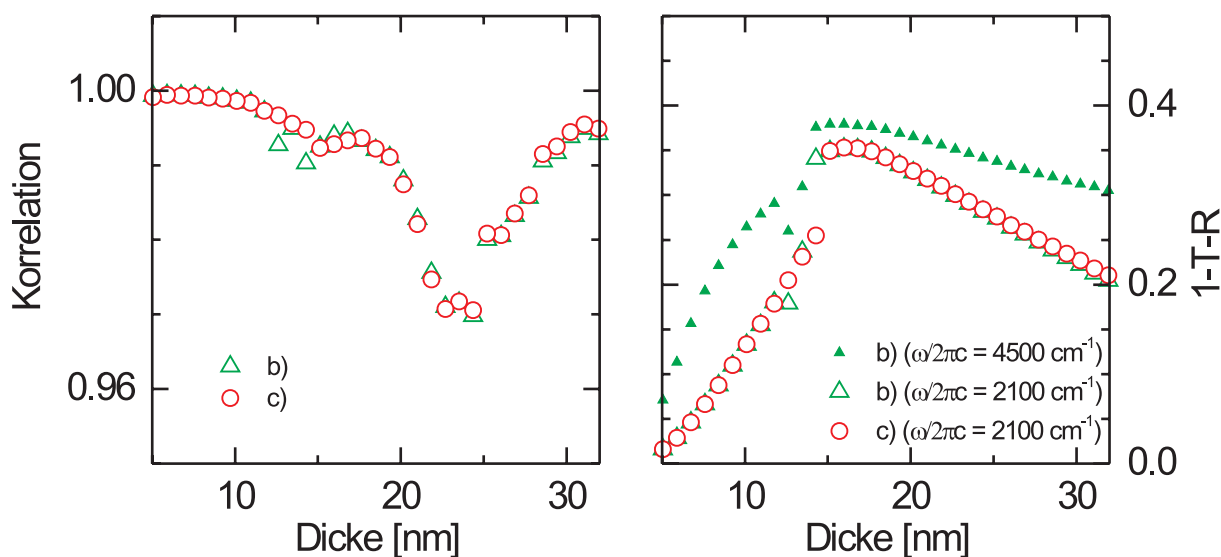 Korrelation
1.00
0.96
b)
c)
10
20
30
Dicke [nm]
1-T-R
0.4
0.2
0.0
b) (ω/2πc = 4500 cm⁻¹)
b) (ω/2πc = 2100 cm⁻¹)
c) (ω/2πc = 2100 cm⁻¹)
10
20
30
Dicke [nm]